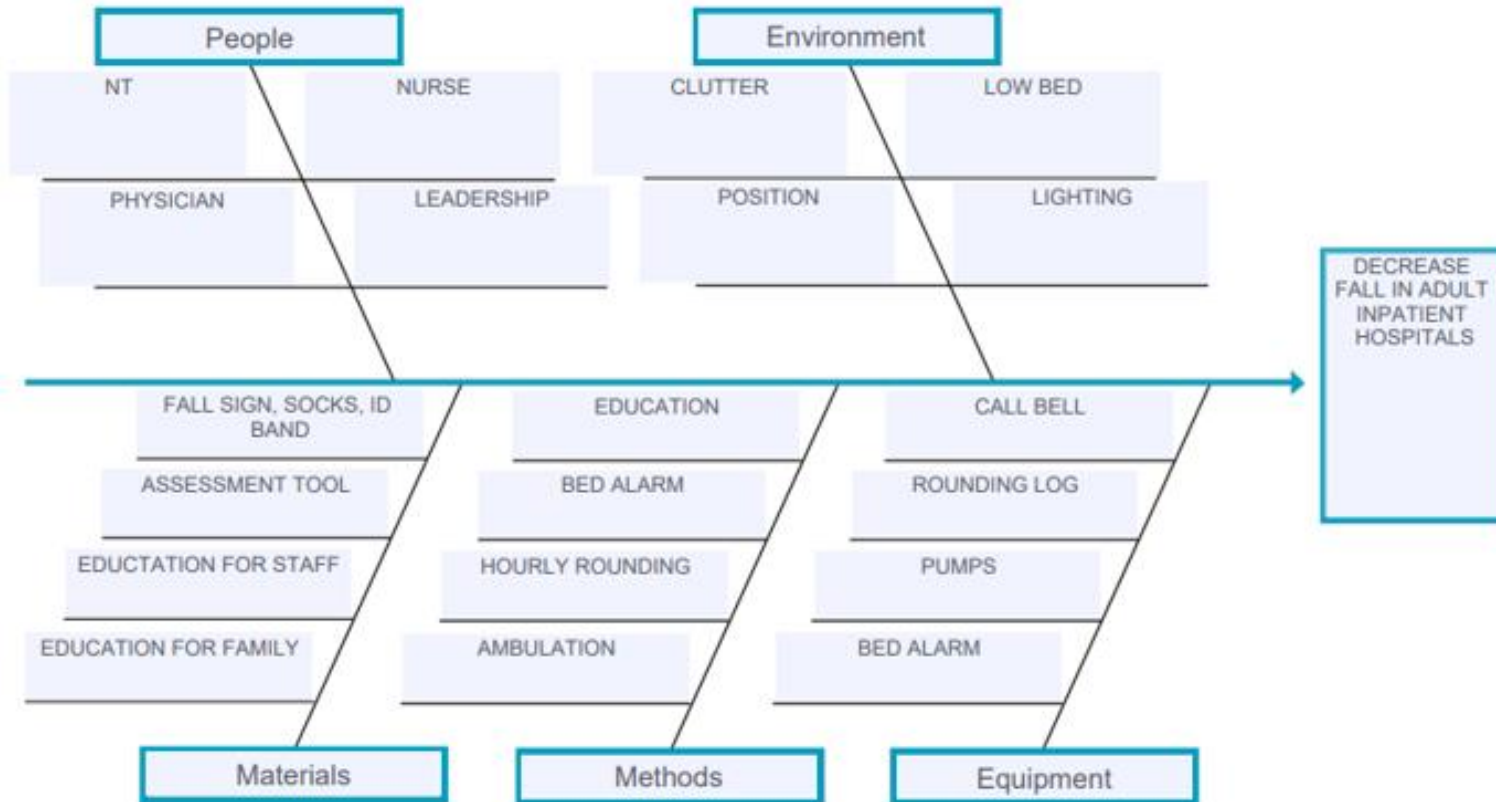 People
Environment
NT
NURSE
CLUTTER
LOW BED
PHYSICIAN
LEADERSHIP
POSITION
LIGHTING
DECREASE
FALL IN ADULT
INPATIENT
HOSPITALS
FALL SIGN, SOCKS, ID
BAND
EDUCATION
CALL BELL
ASSESSMENT TOOL
BED ALARM
ROUNDING LOG
EDUCTATION FOR STAFF
HOURLY ROUNDING
PUMPS
EDUCATION FOR FAMILY
AMBULATION
BED ALARM
Materials
Methods
Equipment